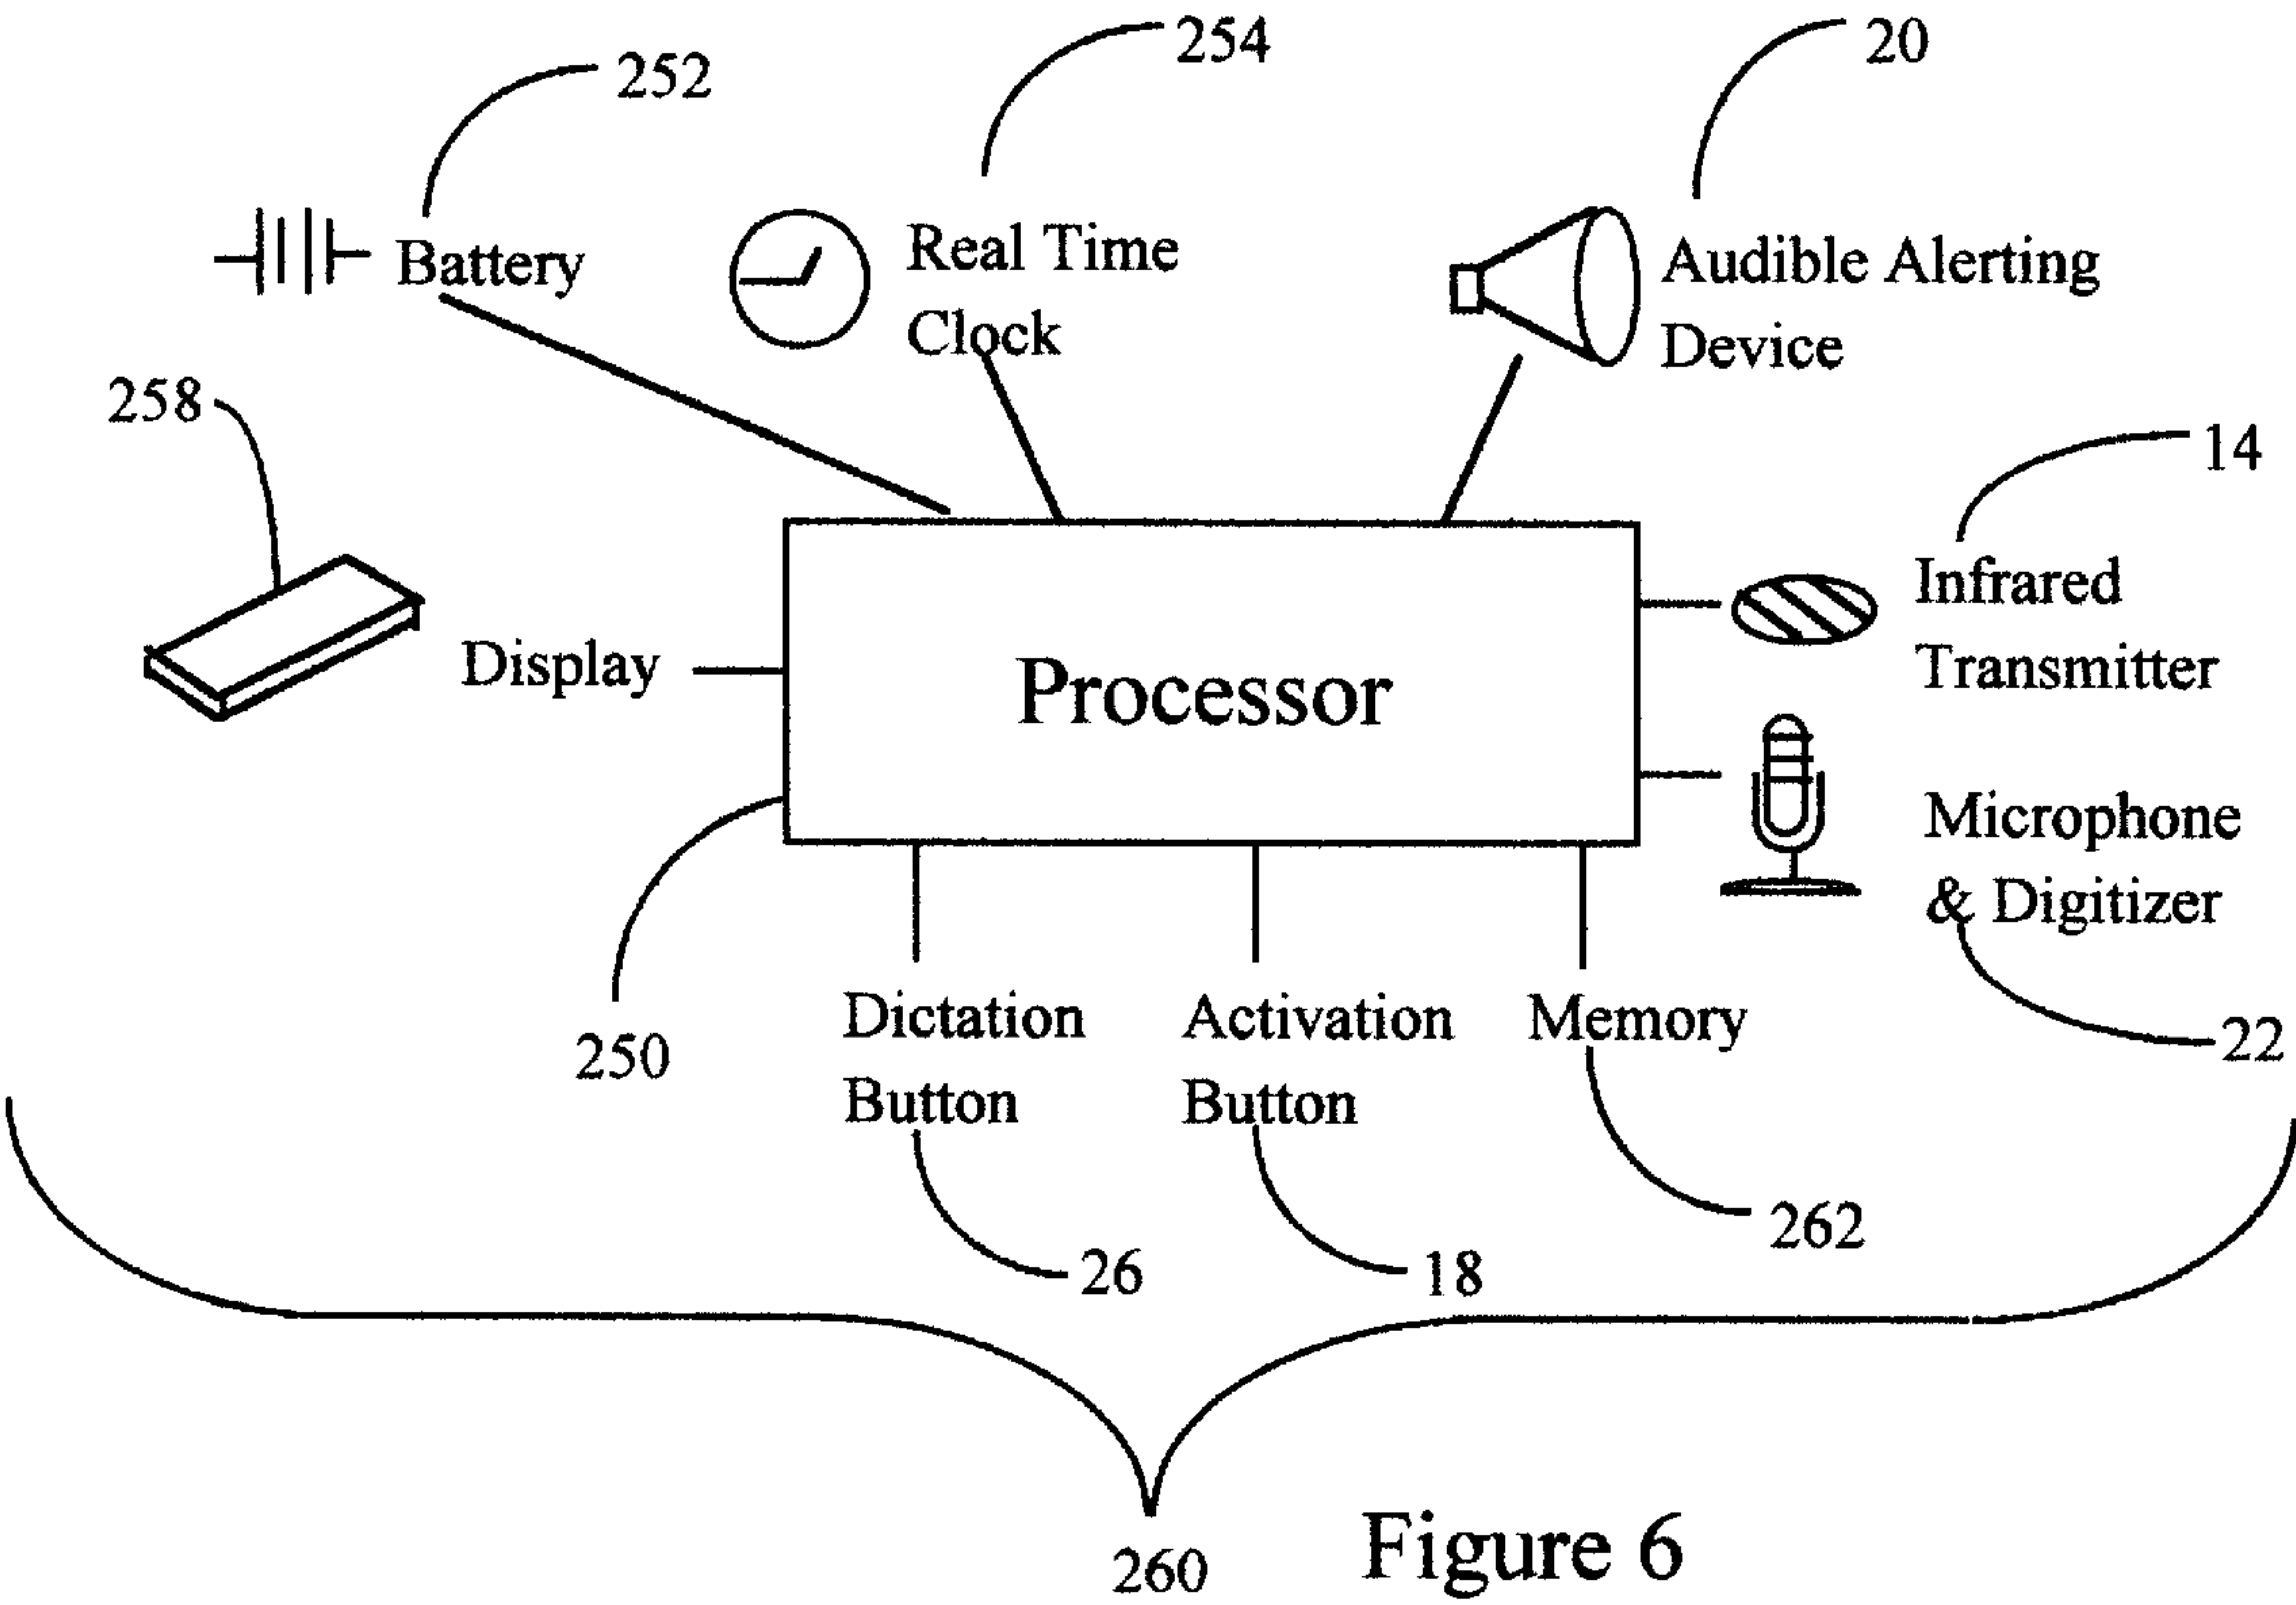 252
254
20
Battery
Real Time
Clock
Audible Alerting
Device
258
14
Display
Processor
Infrared
Transmitter
Microphone
& Digitizer
250
Dictation
Button
Activation
Button
Memory
22
26
18
262
260
Figure 6